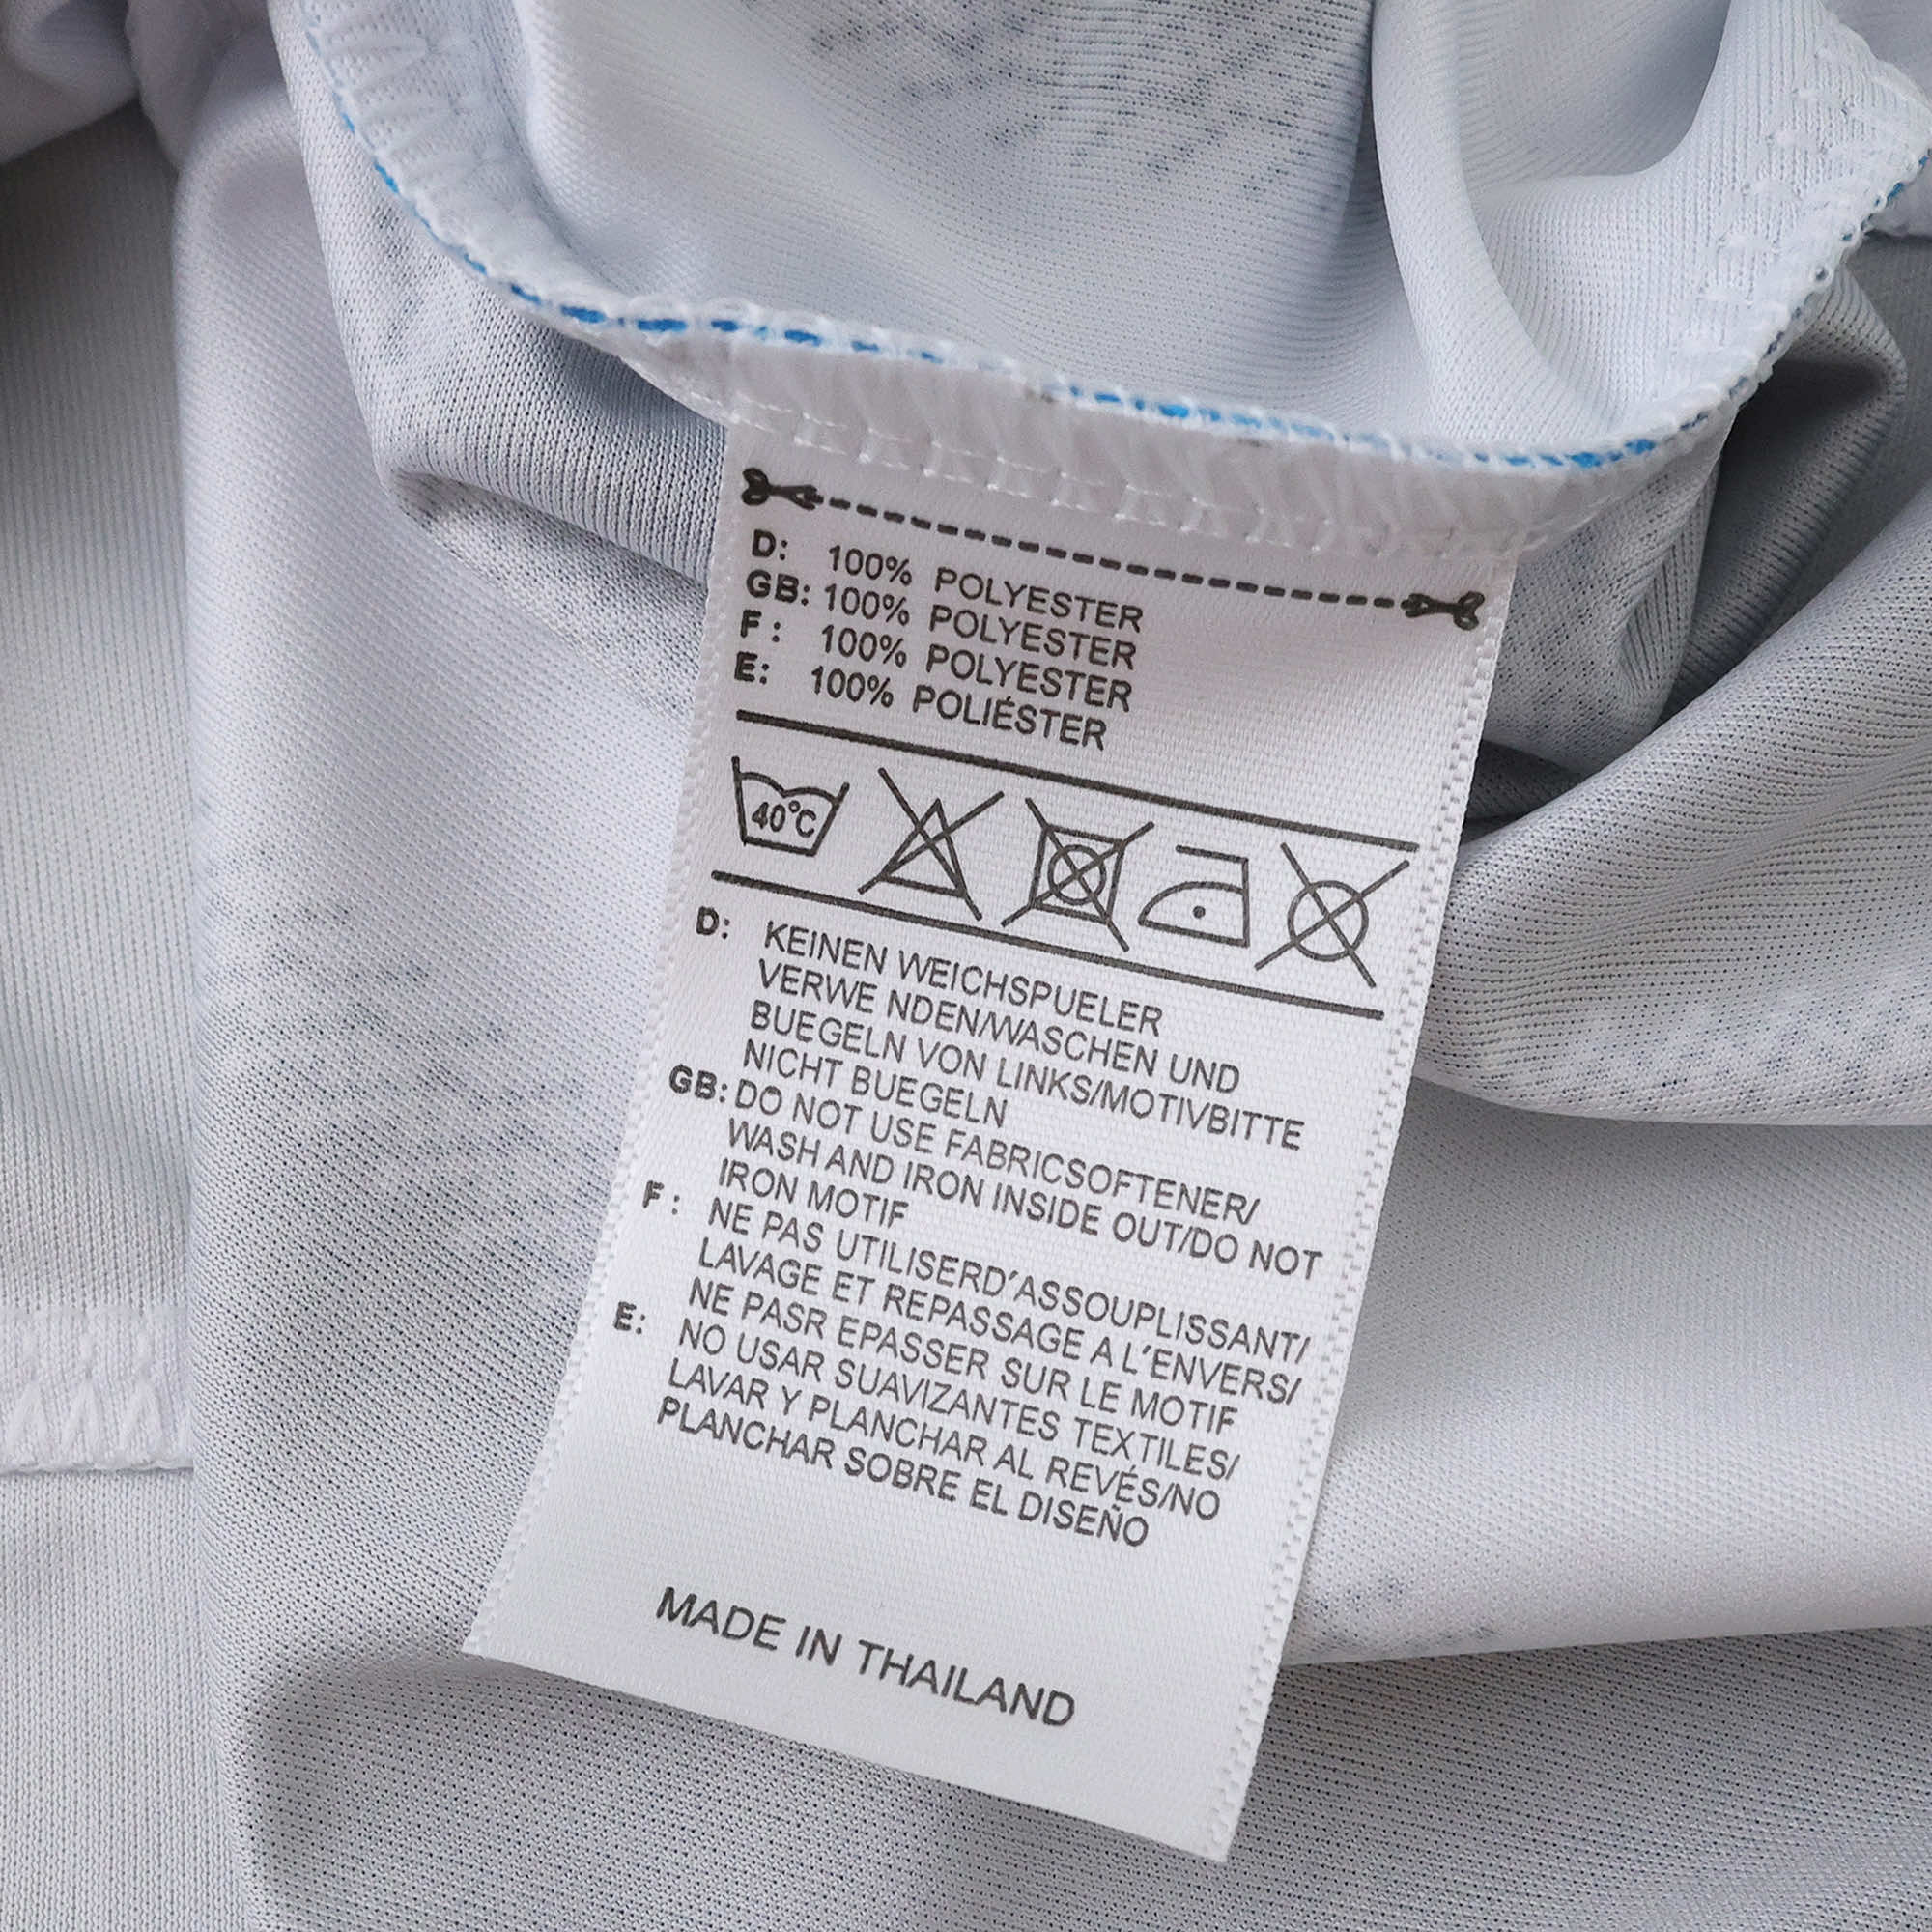 D: 100% POLYESTER
GB: 100% POLYESTER
F: 100% POLYESTER
E: 100% POLIÉSTER
40°C
D: KEINEN WEICHSPUELER
VERWE NDEN/WASCHEN UND
BUEGELN VON LINKS/MOTIVBITTE
NICHT BUEGELN
GB: DO NOT USE FABRICSOFTENER/
WASH AND IRON INSIDE OUT/DO NOT
IRON MOTIF
F: NE PAS UTILISERD'ASSOUPLISSANT/
LAVAGE ET REPASSAGE A L'ENVERS/
NE PASR EPASSER SUR LE MOTIF
E: NO USAR SUAVIZANTES TEXTILES/
LAVAR Y PLANCHAR AL REVÉS/NO
PLANCHAR SOBRE EL DISEÑO
MADE IN THAILAND